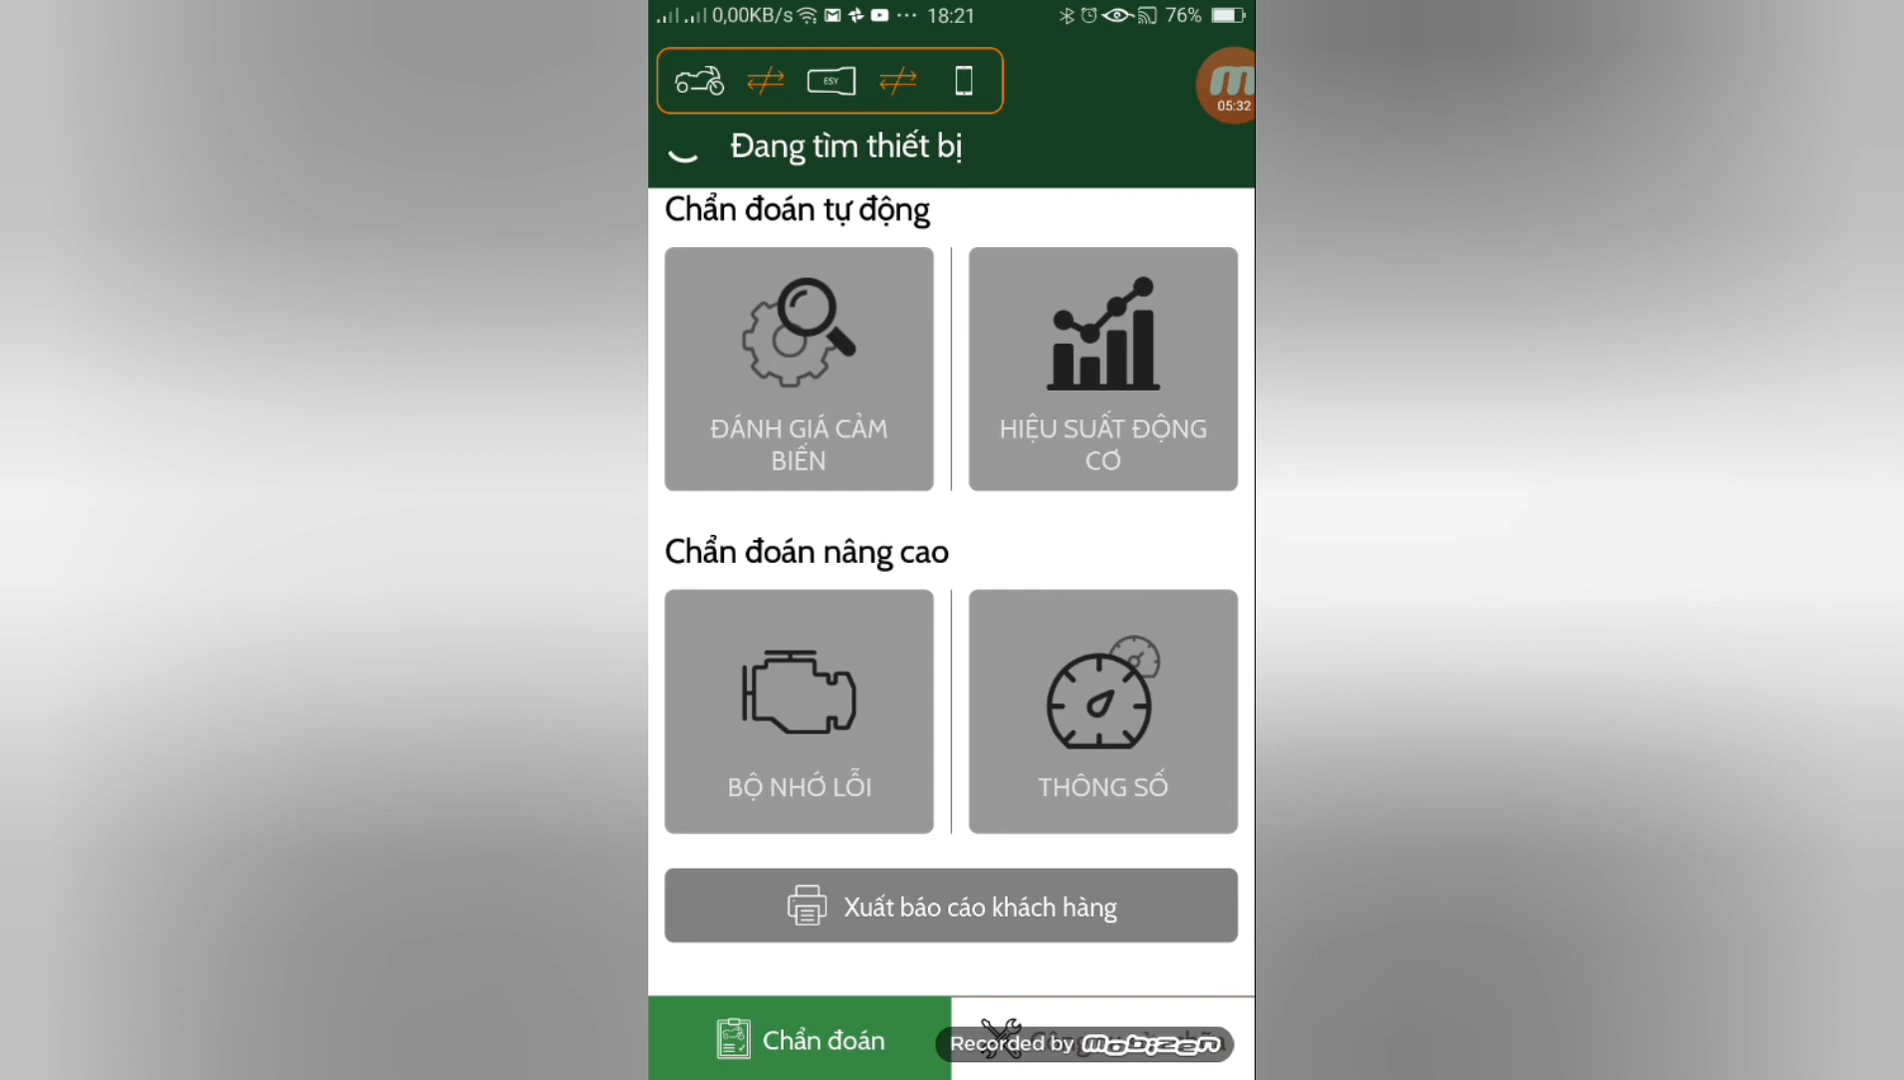 0,00KB/s ··· 18:21 76%
ESY
m
05:32
Đang tìm thiết bị
Chẩn đoán tự động
ĐÁNH GIÁ CẢM
BIẾN
HIỆU SUẤT ĐỘNG
CƠ
Chẩn đoán nâng cao
BỘ NHỚ LỖI
THÔNG SỐ
Xuất báo cáo khách hàng
Chẩn đoán
Recorded by mobizen